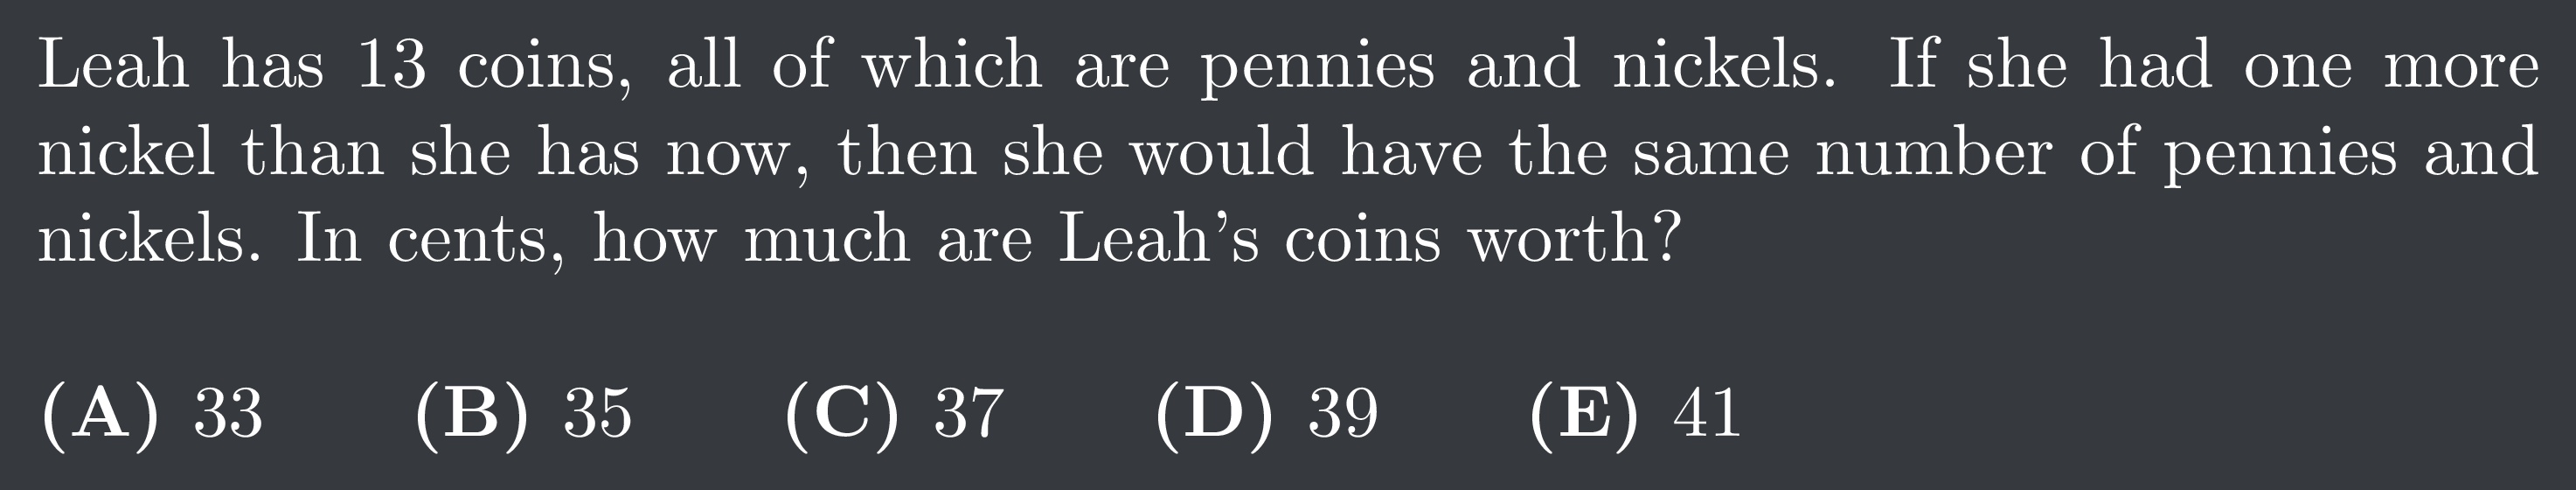 Leah has 13 coins, all of which are pennies and nickels. If she had one more
nickel than she has now, then she would have the same number of pennies and
nickels. In cents, how much are Leah's coins worth?
(A) 33 (B) 35 (C) 37 (D) 39 (E) 41